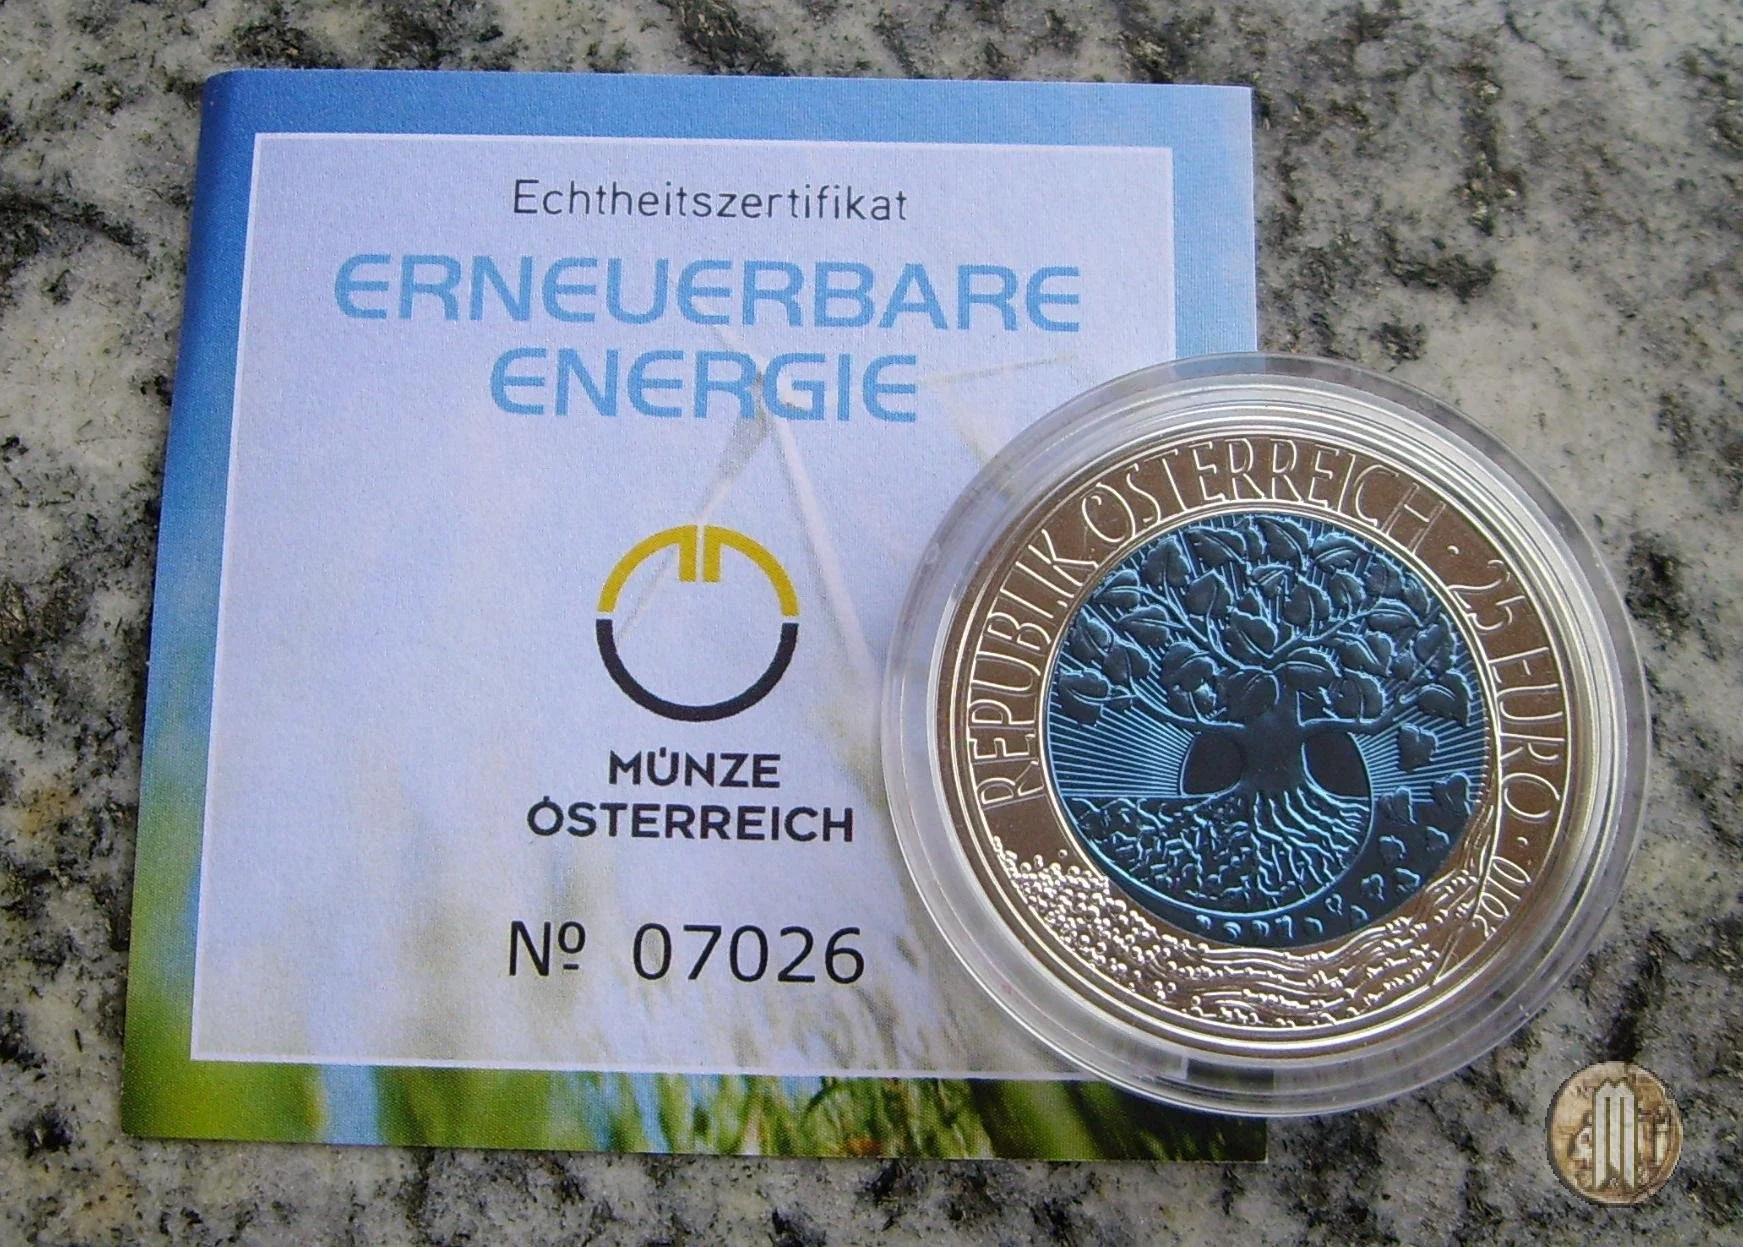 Echtheitszertifikat
ERNEUERBARE
ENERGIE
MÜNZE
ÖSTERREICH
Nº 07026
REPUBLIK ÖSTERREICH · 25 EURO · 2010